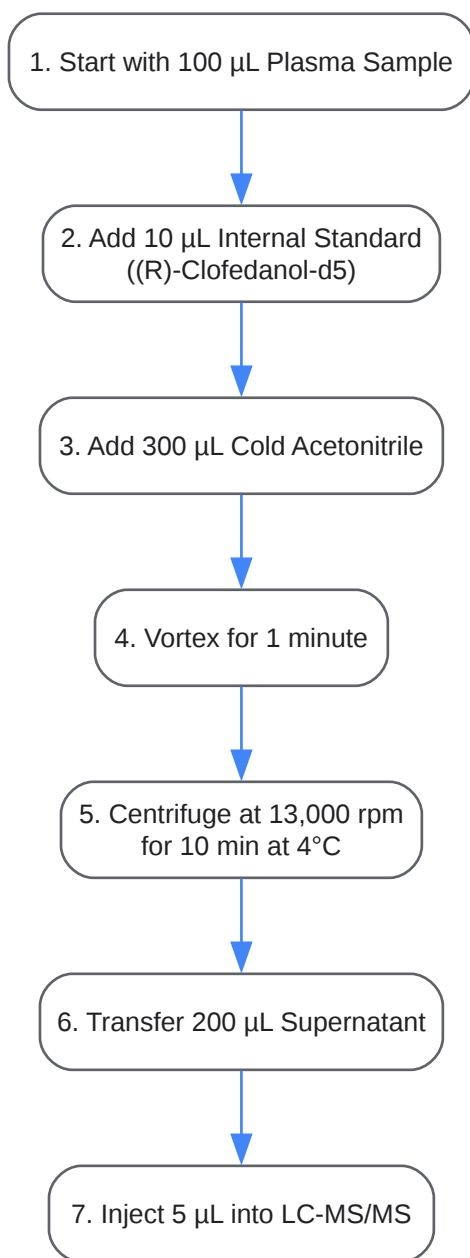 1. Start with 100 µL Plasma Sample
2. Add 10 µL Internal Standard
((R)-Clofedanol-d5)
3. Add 300 µL Cold Acetonitrile
4. Vortex for 1 minute
5. Centrifuge at 13,000 rpm
for 10 min at 4°C
6. Transfer 200 µL Supernatant
7. Inject 5 µL into LC-MS/MS